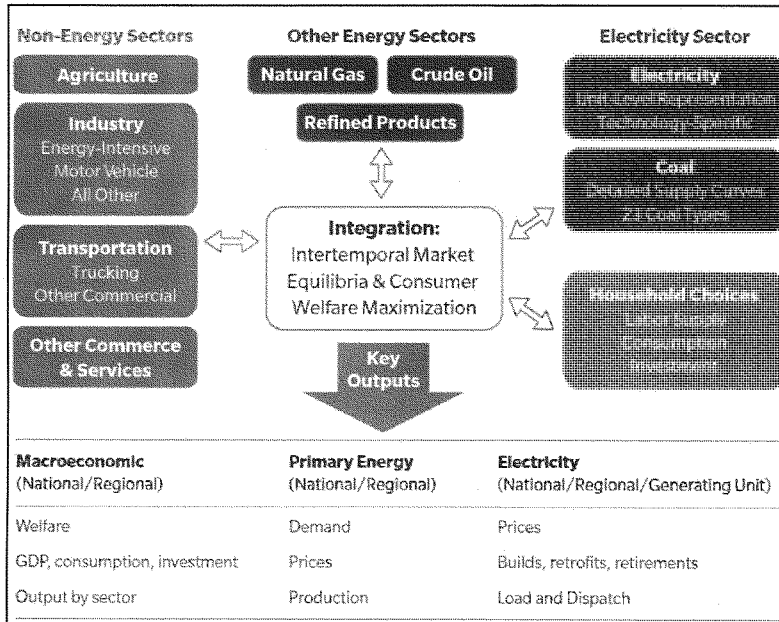 Non-Energy Sectors
Agriculture
Industry
Energy-Intensive
Motor Vehicle
All Other
Transportation
Trucking
Other Commercial
Other Commerce
& Services
Other Energy Sectors
Natural Gas
Crude Oil
Refined Products
Integration:
Intertemporal Market
Equilibria & Consumer
Welfare Maximization
Key
Outputs
Electricity Sector
Electricity
Unit-Level Representation
Technology-Specific
Coal
Detailed Supply Curves
Coal Types
Household Choices
Labor Supply
Consumption
Investment
Macroeconomic
(National/Regional)
Primary Energy
(National/Regional)
Electricity
(National/Regional/Generating Unit)
Welfare
Demand
Prices
GDP, consumption, investment
Prices
Builds, retrofits, retirements
Output by sector
Production
Load and Dispatch